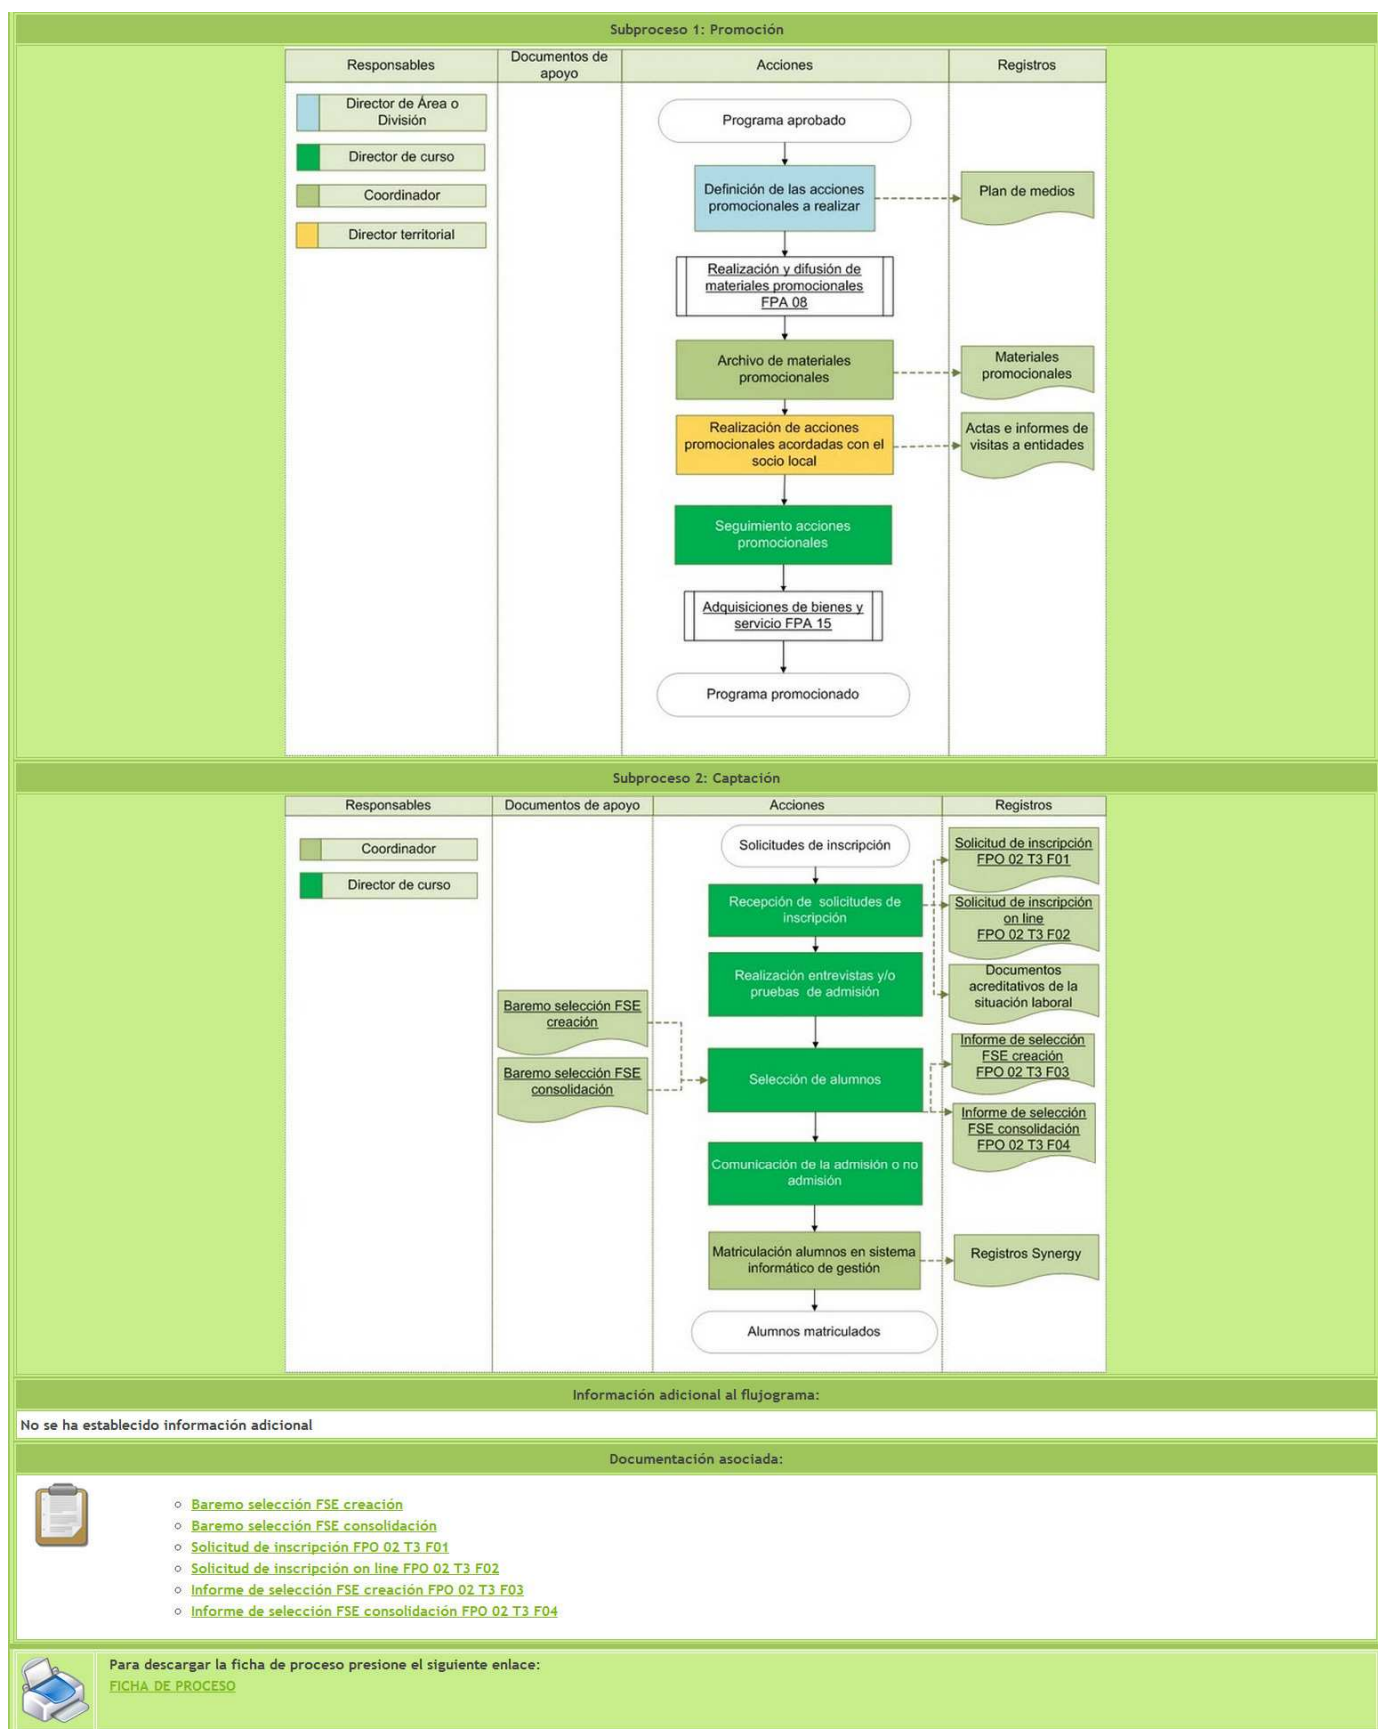 Subproceso 1: Promoción
Responsables
Documentos de
apoyo
Acciones
Registros
Director de Área o
División
Director de curso
Coordinador
Director territorial
Programa aprobado
Definición de las acciones
promocionales a realizar
Plan de medios
Realización y difusión de
materiales promocionales
FPA 08
Archivo de materiales
promocionales
Materiales
promocionales
Realización de acciones
promocionales acordadas con el
socio local
Actas e informes de
visitas a entidades
Seguimiento acciones
promocionales
Adquisiciones de bienes y
servicio FPA 15
Programa promocionado
Subproceso 2: Captación
Responsables
Documentos de apoyo
Acciones
Registros
Coordinador
Director de curso
Solicitudes de inscripción
Solicitud de inscripción
FPO 02 T3 F01
Recepción de solicitudes de
inscripción
Solicitud de inscripción
on line
FPO 02 T3 F02
Realización entrevistas y/o
pruebas de admisión
Documentos
acreditativos de la
situación laboral
Baremo selección FSE
creación
Baremo selección FSE
consolidación
Selección de alumnos
Informe de selección
FSE creación
FPO 02 T3 F03
Informe de selección
FSE consolidación
FPO 02 T3 F04
Comunicación de la admisión o no
admisión
Matriculación alumnos en sistema
informático de gestión
Registros Synergy
Alumnos matriculados
Información adicional al flujograma:
No se ha establecido información adicional
Documentación asociada:
Baremo selección FSE creación
Baremo selección FSE consolidación
Solicitud de inscripción FPO 02 T3 F01
Solicitud de inscripción on line FPO 02 T3 F02
Informe de selección FSE creación FPO 02 T3 F03
Informe de selección FSE consolidación FPO 02 T3 F04
Para descargar la ficha de proceso presione el siguiente enlace:
FICHA DE PROCESO